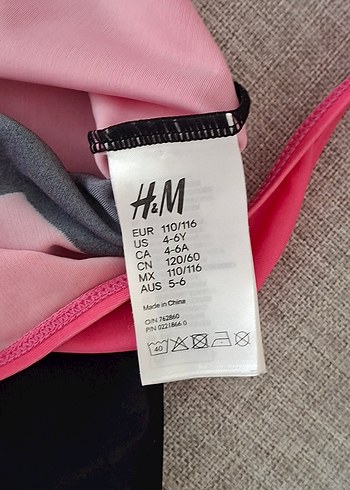 H&M
EUR 110/116
US 4-6Y
CA 4-6A
CN 120/60
MX 110/116
AUS 5-6
Made in China
O/N 762860
P/N 0221866-0
40